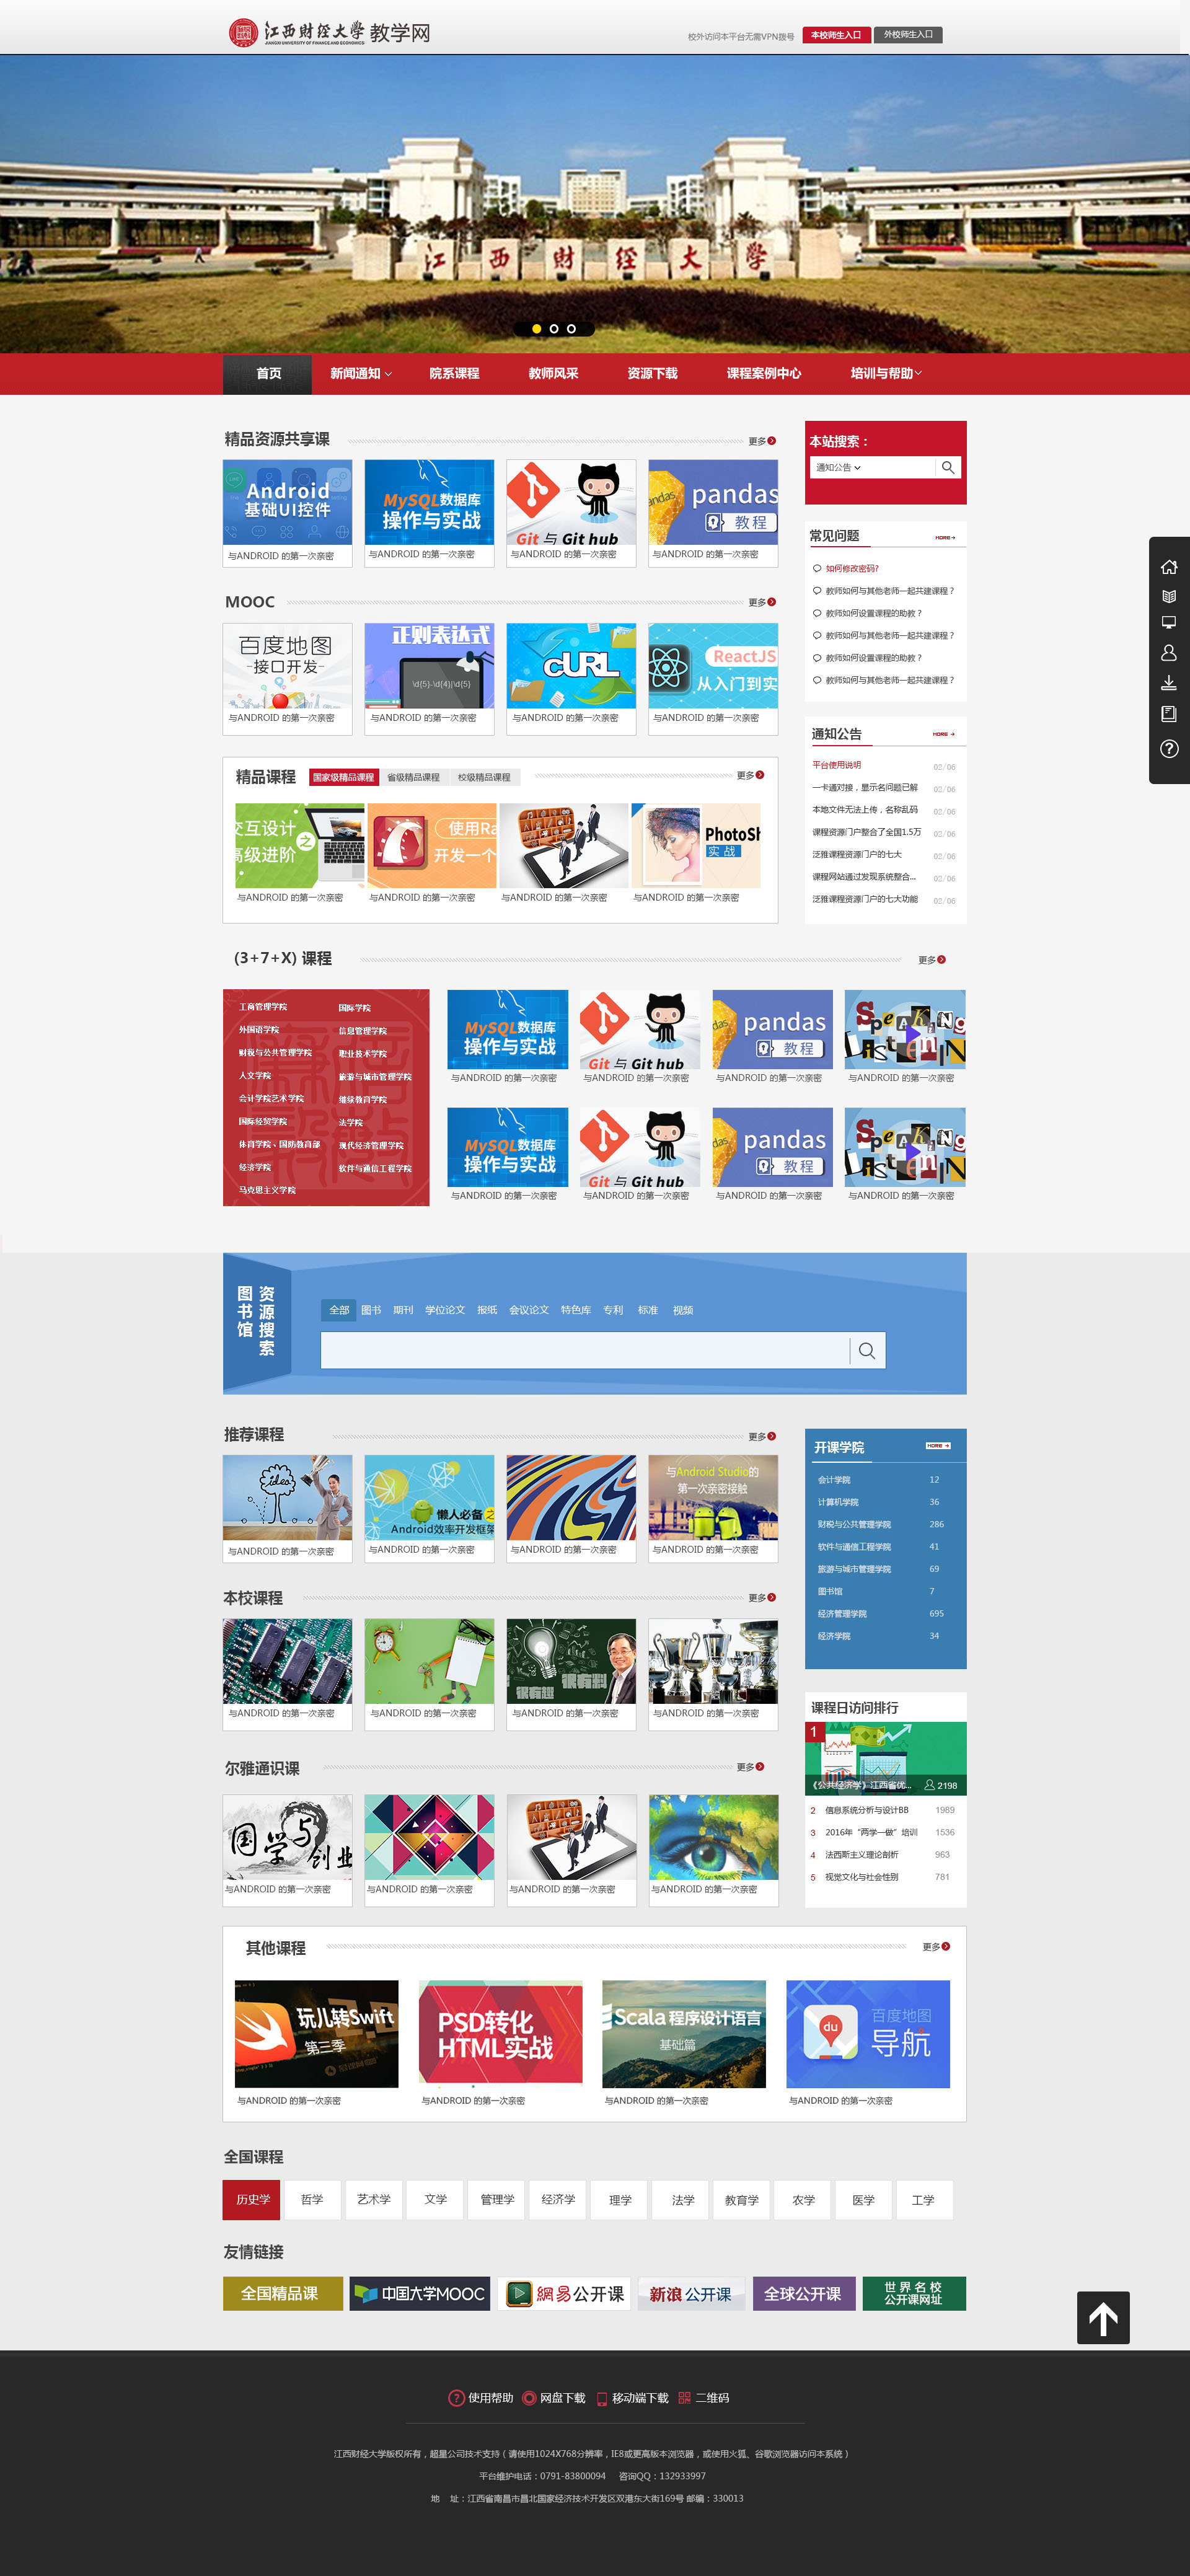 江西财经大学 教学网
JIANGXI UNIVERSITY OF FINANCE AND ECONOMICS
校外访问本平台无需VPN拨号 本校师生入口 外校师生入口
江西财经大学
首页 新闻通知 院系课程 教师风采 资源下载 课程案例中心 培训与帮助
精品资源共享课 更多
Android
基础UI控件
MySQL数据库
操作与实战
Git 与 Git hub
pandas
教程
与ANDROID 的第一次亲密 与ANDROID 的第一次亲密 与ANDROID 的第一次亲密 与ANDROID 的第一次亲密
本站搜索：
通知公告
常见问题 MORE
如何修改密码?
教师如何与其他老师一起共建课程？
教师如何设置课程的助教？
教师如何与其他老师一起共建课程？
教师如何设置课程的助教？
教师如何与其他老师一起共建课程？
MOOC 更多
百度地图
-接口开发-
正则表达式
\d{5}-\d{4}|\d{5}
cURL
ReactJS
从入门到实
与ANDROID 的第一次亲密 与ANDROID 的第一次亲密 与ANDROID 的第一次亲密 与ANDROID 的第一次亲密
通知公告 MORE
平台使用说明 02/06
一卡通对接，显示名问题已解 02/06
本地文件无法上传，名称乱码 02/06
课程资源门户整合了全国1.5万 02/06
泛雅课程资源门户的七大 02/06
课程网站通过发现系统整合... 02/06
泛雅课程资源门户的七大功能 02/06
精品课程 国家级精品课程 省级精品课程 校级精品课程 更多
交互设计
之
高级进阶
使用Ra
开发一个
PhotoSh
实战
与ANDROID 的第一次亲密 与ANDROID 的第一次亲密 与ANDROID 的第一次亲密 与ANDROID 的第一次亲密
(3+7+X) 课程 更多
工商管理学院 国际学院
外国语学院 信息管理学院
财税与公共管理学院 职业技术学院
人文学院 旅游与城市管理学院
会计学院艺术学院 继续教育学院
国际经贸学院 法学院
体育学院、国防教育部 现代经济管理学院
经济学院 软件与通信工程学院
马克思主义学院
MySQL数据库
操作与实战
Git 与 Git hub
pandas
教程
SpeAKiNg
Listen iN
与ANDROID 的第一次亲密 与ANDROID 的第一次亲密 与ANDROID 的第一次亲密 与ANDROID 的第一次亲密
MySQL数据库
操作与实战
Git 与 Git hub
pandas
教程
SpeAKiNg
Listen iN
与ANDROID 的第一次亲密 与ANDROID 的第一次亲密 与ANDROID 的第一次亲密 与ANDROID 的第一次亲密
图书馆
资源搜索
全部 图书 期刊 学位论文 报纸 会议论文 特色库 专利 标准 视频
推荐课程 更多
idea
懒人必备之
Android效率开发框架
与Android Studio的
第一次亲密接触
与ANDROID 的第一次亲密 与ANDROID 的第一次亲密 与ANDROID 的第一次亲密 与ANDROID 的第一次亲密
开课学院 MORE
会计学院 12
计算机学院 36
财税与公共管理学院 286
软件与通信工程学院 41
旅游与城市管理学院 69
图书馆 7
经济管理学院 695
经济学院 34
本校课程 更多
很有趣 很有料
与ANDROID 的第一次亲密 与ANDROID 的第一次亲密 与ANDROID 的第一次亲密 与ANDROID 的第一次亲密
课程日访问排行
1
《公共经济学》江西省优... 2198
2 信息系统分析与设计BB 1989
3 2016年“两学一做”培训 1536
4 法西斯主义理论剖析 963
5 视觉文化与社会性别 781
尔雅通识课 更多
国学与创业
与ANDROID 的第一次亲密 与ANDROID 的第一次亲密 与ANDROID 的第一次亲密 与ANDROID 的第一次亲密
其他课程 更多
玩儿转Swift
第三季
PSD转化
HTML实战
Scala 程序设计语言
基础篇
du
百度地图
导航
与ANDROID 的第一次亲密 与ANDROID 的第一次亲密 与ANDROID 的第一次亲密 与ANDROID 的第一次亲密
全国课程
历史学 哲学 艺术学 文学 管理学 经济学 理学 法学 教育学 农学 医学 工学
友情链接
全国精品课 中国大学MOOC 網易公开课 新浪公开课 全球公开课 世界名校
公开课网址
使用帮助 网盘下载 移动端下载 二维码
江西财经大学版权所有，超星公司技术支持（请使用1024X768分辨率，IE8或更高版本浏览器，或使用火狐、谷歌浏览器访问本系统）
平台维护电话：0791-83800094 咨询QQ：132933997
地 址：江西省南昌市昌北国家经济技术开发区双港东大街169号 邮编：330013